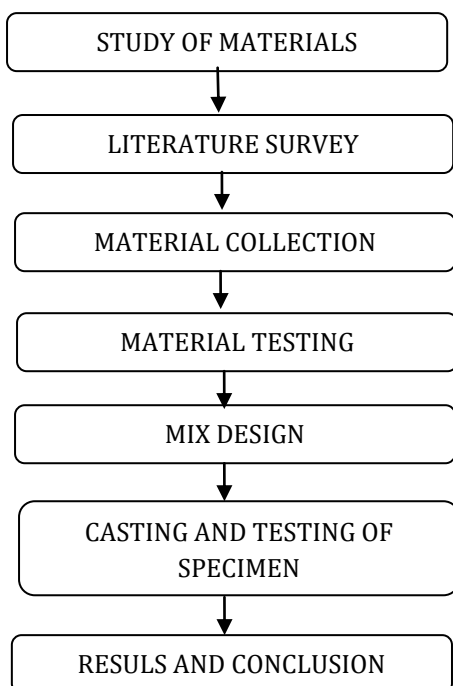 STUDY OF MATERIALS
LITERATURE SURVEY
MATERIAL COLLECTION
MATERIAL TESTING
MIX DESIGN
CASTING AND TESTING OF
SPECIMEN
RESULS AND CONCLUSION